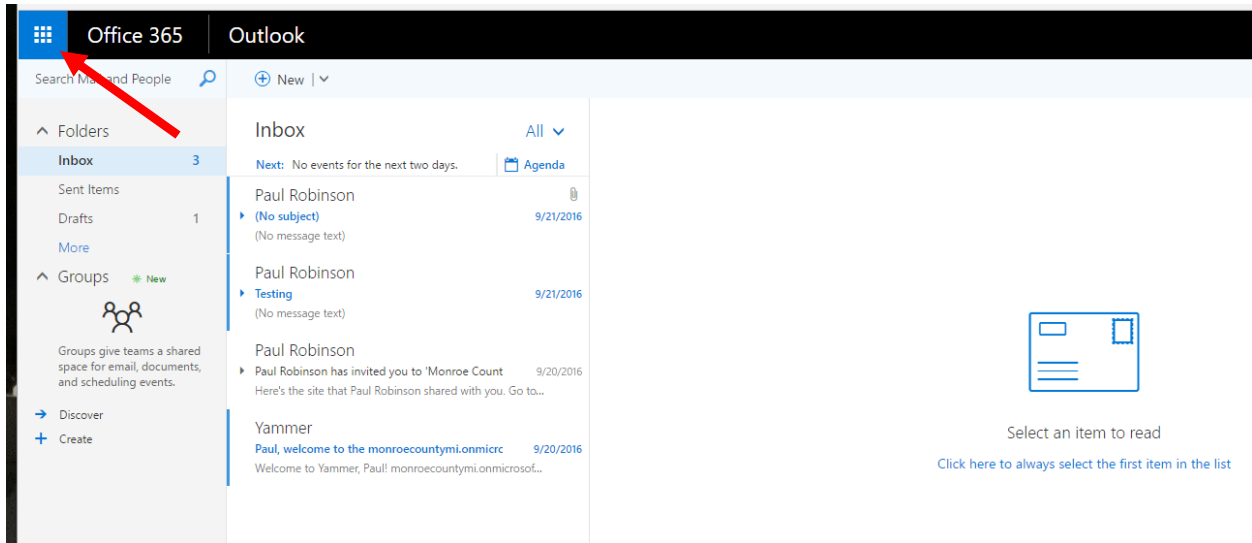 Office 365 | Outlook
Search Mail and People
New
Folders
Inbox 3
Sent Items
Drafts 1
More
Groups New
Groups give teams a shared
space for email, documents,
and scheduling events.
Discover
Create
Inbox All
Next: No events for the next two days. Agenda
Paul Robinson
(No subject) 9/21/2016
(No message text)
Paul Robinson
Testing 9/21/2016
(No message text)
Paul Robinson
Paul Robinson has invited you to 'Monroe Count 9/20/2016
Here's the site that Paul Robinson shared with you. Go to...
Yammer
Paul, welcome to the monroecountymi.onmicrc 9/20/2016
Welcome to Yammer, Paul! monroecountymi.onmicrosof...
Select an item to read
Click here to always select the first item in the list